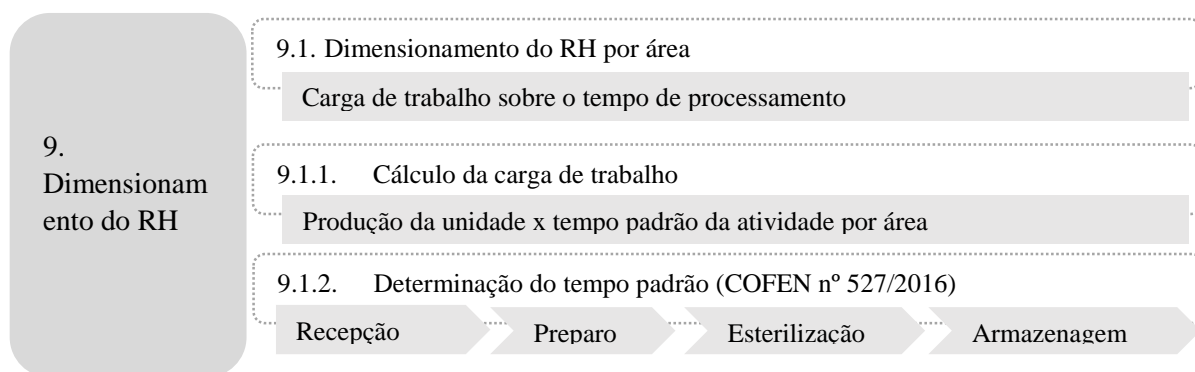 9.
Dimensionam
ento do RH
9.1. Dimensionamento do RH por área
Carga de trabalho sobre o tempo de processamento
9.1.1. Cálculo da carga de trabalho
Produção da unidade x tempo padrão da atividade por área
9.1.2. Determinação do tempo padrão (COFEN nº 527/2016)
Recepção Preparo Esterilização Armazenagem